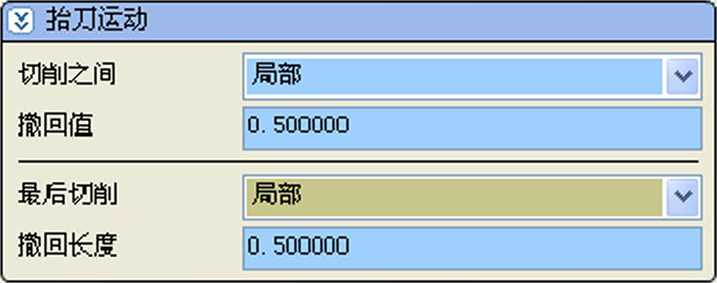 抬刀运动
切削之间 局部
撤回值 0.500000
最后切削 局部
撤回长度 0.500000